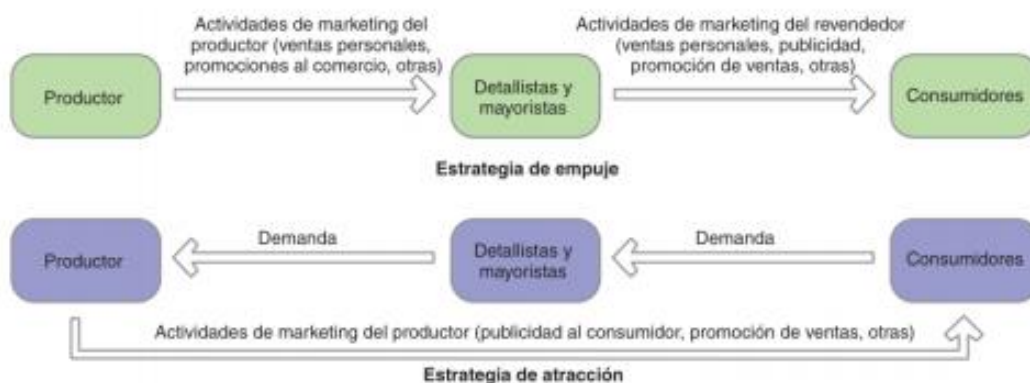 Actividades de marketing del
productor (ventas personales,
promociones al comercio, otras)
Actividades de marketing del revendedor
(ventas personales, publicidad,
promoción de ventas, otras)
Productor
Detallistas y
mayoristas
Consumidores
Estrategia de empuje
Productor
Demanda
Detallistas y
mayoristas
Demanda
Consumidores
Actividades de marketing del productor (publicidad al consumidor, promoción de ventas, otras)
Estrategia de atracción